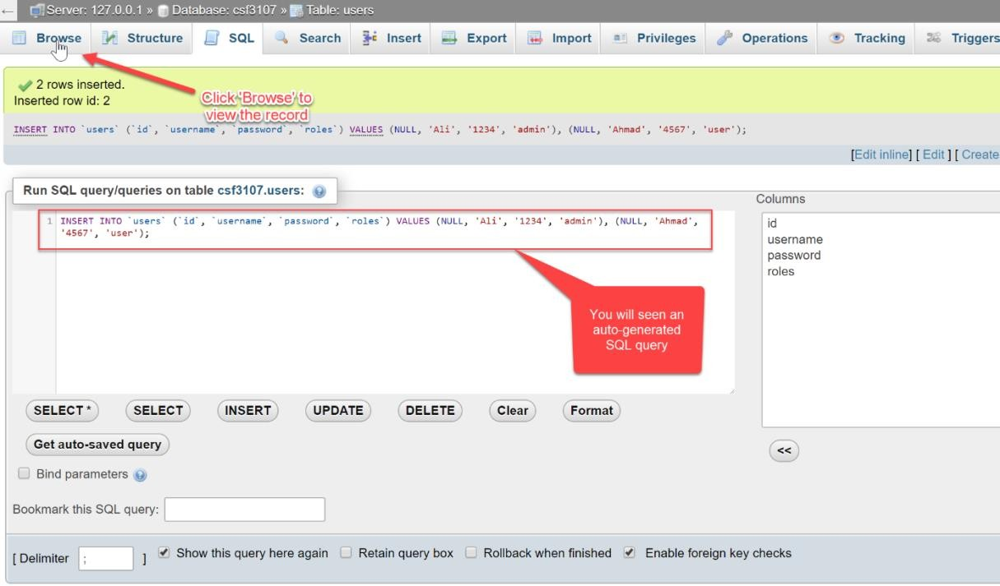 ← Server: 127.0.0.1 » Database: csf3107 » Table: users
Browse Structure SQL Search Insert Export Import Privileges Operations Tracking Triggers
2 rows inserted.
Inserted row id: 2
Click 'Browse' to
view the record
INSERT INTO `users` (`id`, `username`, `password`, `roles`) VALUES (NULL, 'Ali', '1234', 'admin'), (NULL, 'Ahmad', '4567', 'user');
[Edit inline] [ Edit ] [ Create
Run SQL query/queries on table csf3107.users:
Columns
1 INSERT INTO `users` (`id`, `username`, `password`, `roles`) VALUES (NULL, 'Ali', '1234', 'admin'), (NULL, 'Ahmad',
'4567', 'user');
id
username
password
roles
You will seen an
auto-generated
SQL query
SELECT * SELECT INSERT UPDATE DELETE Clear Format
Get auto-saved query
<<
Bind parameters
Bookmark this SQL query:
[ Delimiter ; ] Show this query here again Retain query box Rollback when finished Enable foreign key checks